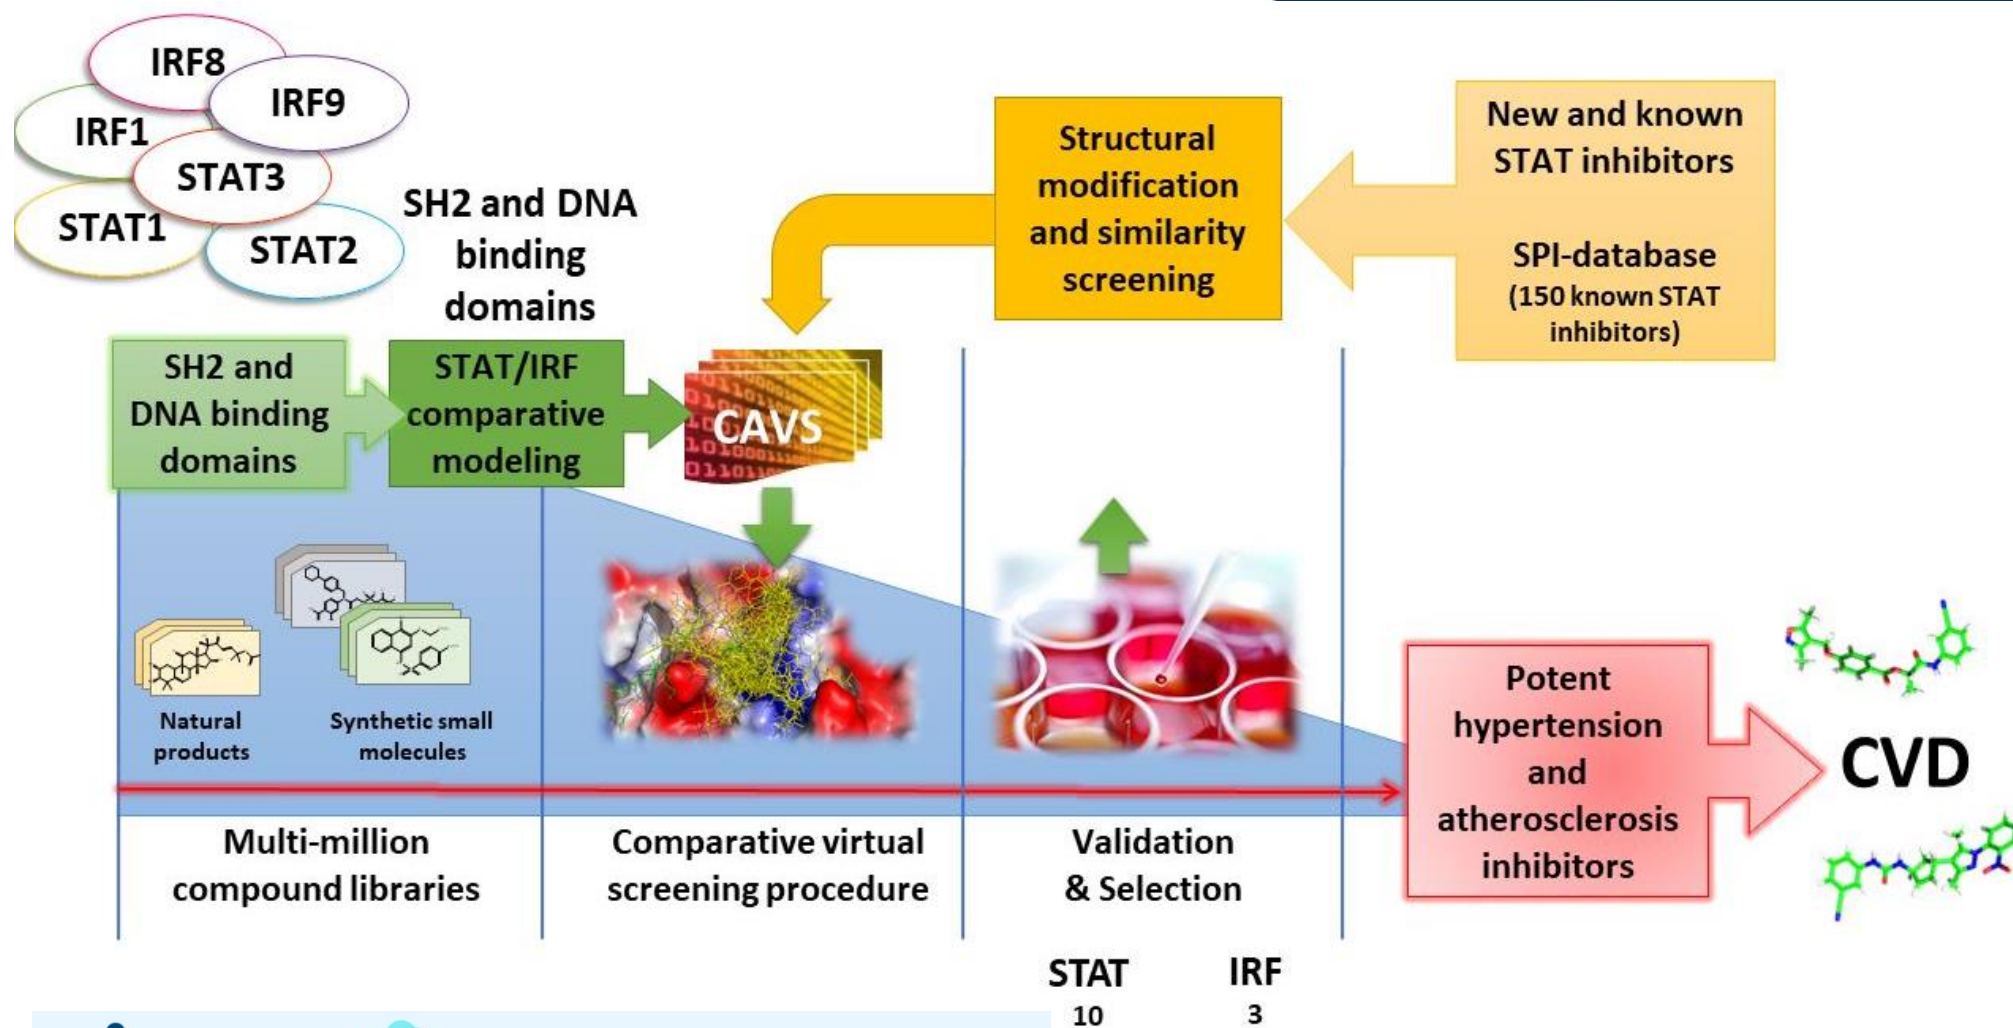 IRF8
IRF9
IRF1
STAT3
STAT1
STAT2
SH2 and DNA
binding
domains
Structural
modification
and similarity
screening
New and known
STAT inhibitors
SPI-database
(150 known STAT
inhibitors)
SH2 and
DNA binding
domains
STAT/IRF
comparative
modeling
CAVS
Natural
products
Synthetic small
molecules
Potent
hypertension
and
atherosclerosis
inhibitors
CVD
Multi-million
compound libraries
Comparative virtual
screening procedure
Validation
& Selection
STAT
10
IRF
3